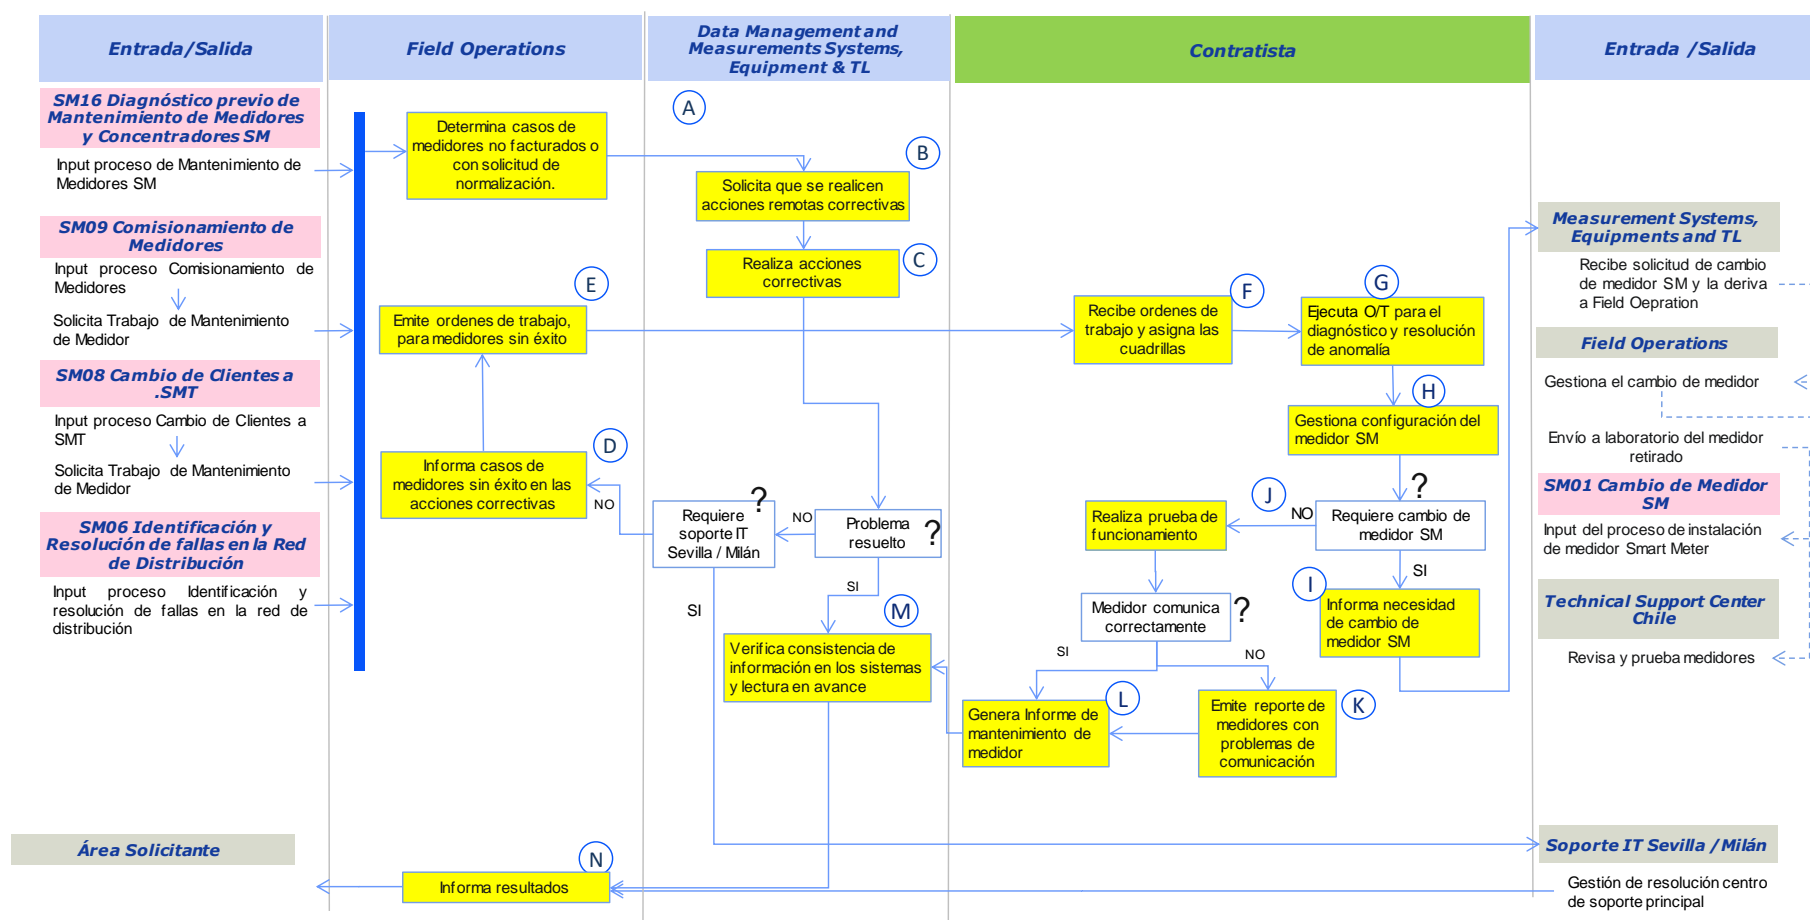 Entrada/Salida
Field Operations
Data Management and
Measurements Systems,
Equipment & TL
Contratista
Entrada /Salida
SM16 Diagnóstico previo de
Mantenimiento de Medidores
y Concentradores SM
Input proceso de Mantenimiento de
Medidores SM
SM09 Comisionamiento de
Medidores
Input proceso Comisionamiento de
Medidores
Solicita Trabajo de Mantenimiento
de Medidor
SM08 Cambio de Clientes a
.SMT
Input proceso Cambio de Clientes a
SMT
Solicita Trabajo de Mantenimiento
de Medidor
SM06 Identificación y
Resolución de fallas en la Red
de Distribución
Input proceso Identificación y
resolución de fallas en la red de
distribución
Área Solicitante
Determina casos de
medidores no facturados o
con solicitud de
normalización.
E
Emite ordenes de trabajo,
para medidores sin éxito
D
Informa casos de
medidores sin éxito en las
acciones correctivas
NO
N
Informa resultados
A
B
Solicita que se realicen
acciones remotas correctivas
C
Realiza acciones
correctivas
Requiere
soporte IT
Sevilla / Milán
?
NO
Problema
resuelto
?
SI
SI
M
Verifica consistencia de
información en los sistemas
y lectura en avance
F
Recibe ordenes de
trabajo y asigna las
cuadrillas
G
Ejecuta O/T para el
diagnóstico y resolución
de anomalía
H
Gestiona configuración del
medidor SM
?
Requiere cambio de
medidor SM
NO
J
Realiza prueba de
funcionamiento
SI
I
Informa necesidad
de cambio de
medidor SM
Medidor comunica
correctamente
?
SI
NO
L
Genera Informe de
mantenimiento de
medidor
K
Emite reporte de
medidores con
problemas de
comunicación
Measurement Systems,
Equipments and TL
Recibe solicitud de cambio
de medidor SM y la deriva
a Field Oepration
Field Operations
Gestiona el cambio de medidor
Envío a laboratorio del medidor
retirado
SM01 Cambio de Medidor
SM
Input del proceso de instalación
de medidor Smart Meter
Technical Support Center
Chile
Revisa y prueba medidores
Soporte IT Sevilla /Milán
Gestión de resolución centro
de soporte principal